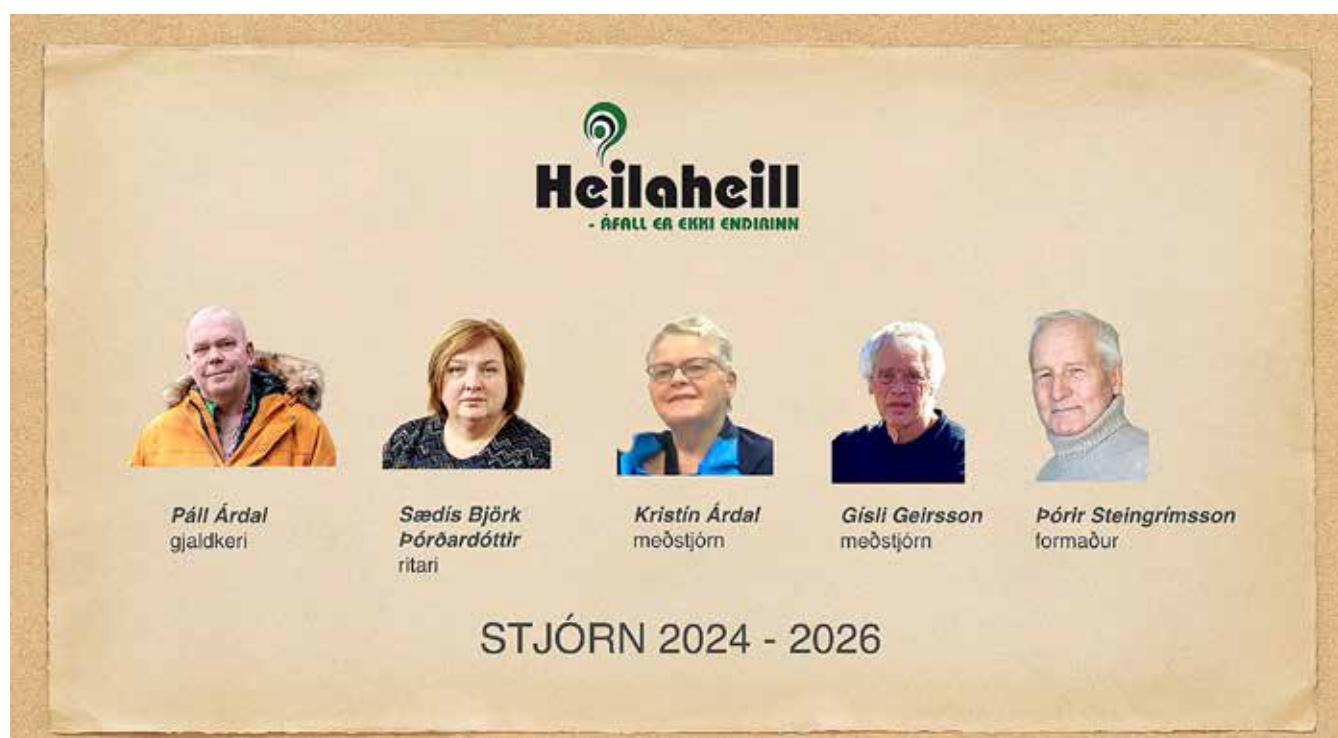 Heilaheill
- ÁFALL ER EKKI ENDIRINN
Páll Árdal
gjaldkeri
Sædís Björk
Þórðardóttir
ritari
Kristín Árdal
meðstjórn
Gísli Geirsson
meðstjórn
Þórir Steingrímsson
formaður
STJÓRN 2024 - 2026